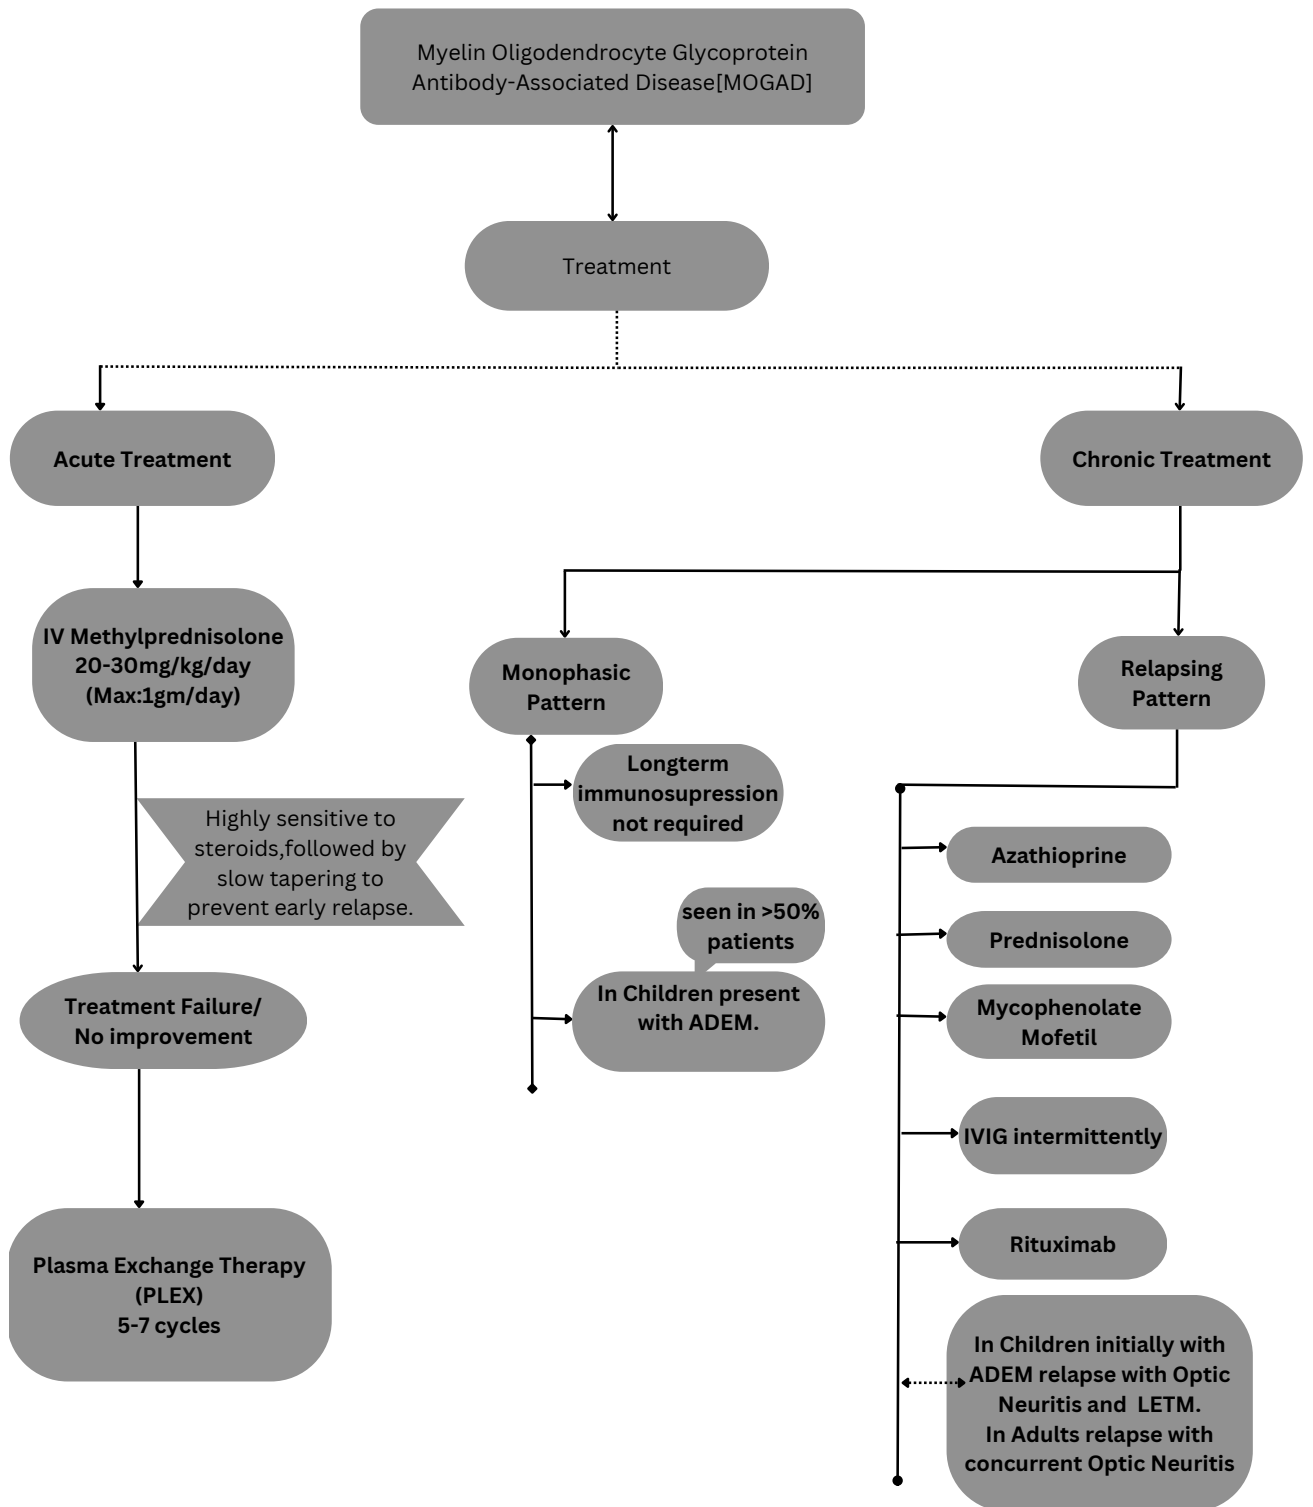 Myelin Oligodendrocyte Glycoprotein
Antibody-Associated Disease[MOGAD]
Treatment
Acute Treatment
IV Methylprednisolone
20-30mg/kg/day
(Max:1gm/day)
Highly sensitive to
steroids,followed by
slow tapering to
prevent early relapse.
Treatment Failure/
No improvement
Plasma Exchange Therapy
(PLEX)
5-7 cycles
Chronic Treatment
Monophasic
Pattern
Longterm
immunosupression
not required
seen in >50%
patients
In Children present
with ADEM.
Relapsing
Pattern
Azathioprine
Prednisolone
Mycophenolate
Mofetil
IVIG intermittently
Rituximab
In Children initially with
ADEM relapse with Optic
Neuritis and LETM.
In Adults relapse with
concurrent Optic Neuritis